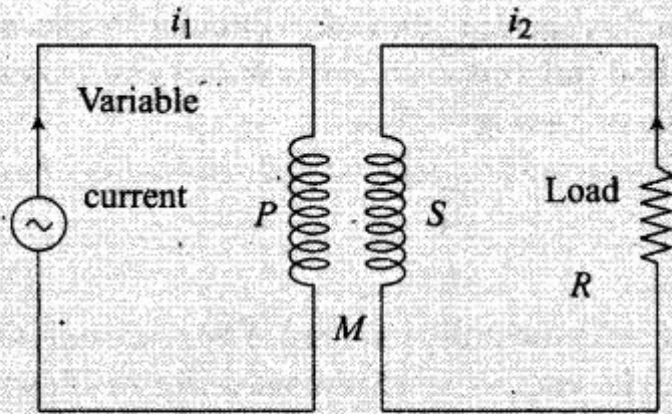 i₁
i₂
Variable
current
P
S
Load
R
M